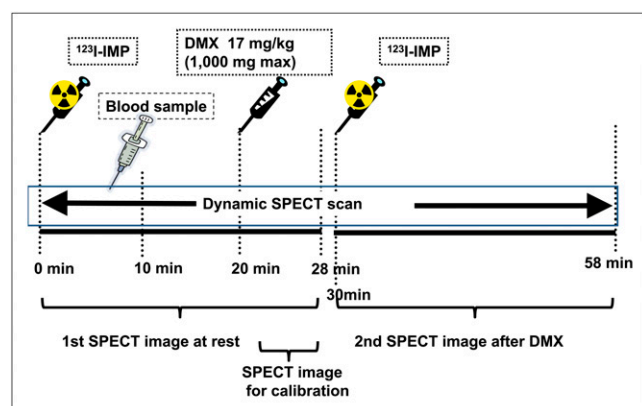 ¹²³I-IMP
DMX 17 mg/kg
(1,000 mg max)
¹²³I-IMP
Blood sample
Dynamic SPECT scan
0 min
10 min
20 min
28 min
30min
58 min
1st SPECT image at rest
2nd SPECT image after DMX
SPECT image
for calibration